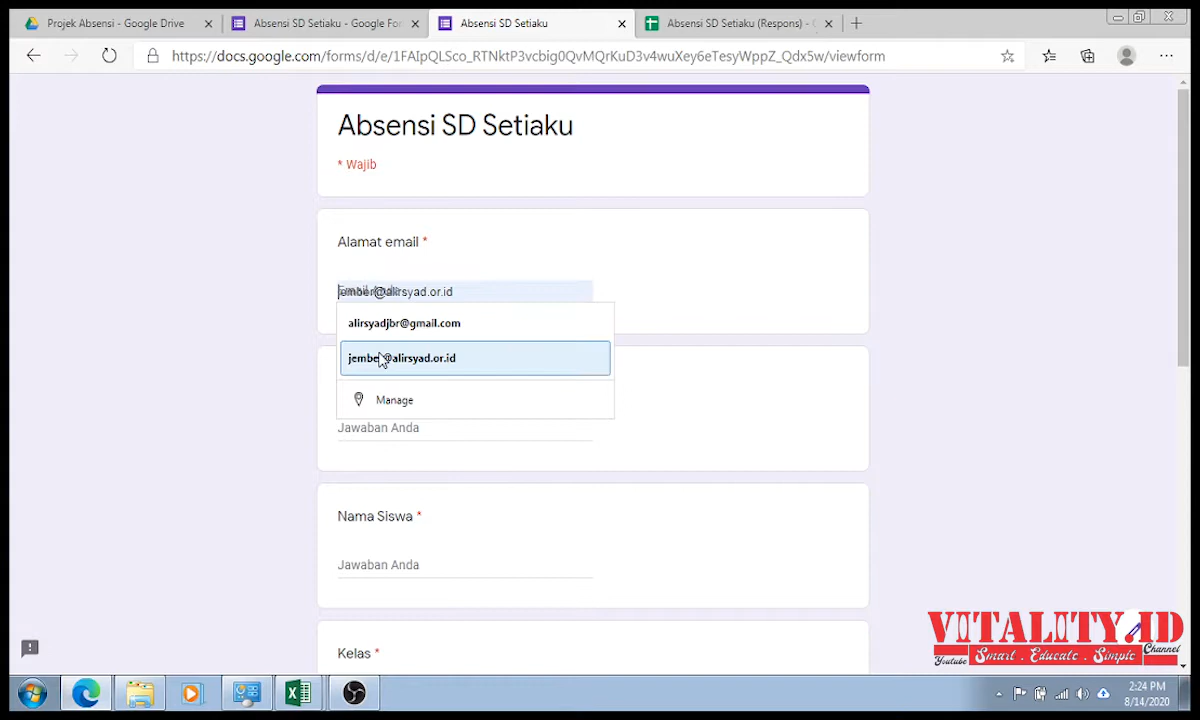 Projek Absensi - Google Drive
Absensi SD Setiaku - Google For
Absensi SD Setiaku
Absensi SD Setiaku (Respons) - G
https://docs.google.com/forms/d/e/1FAIpQLSco_RTNktP3vcbig0QvMQrKuD3v4wuXey6eTesyWppZ_Qdx5w/viewform
Absensi SD Setiaku
* Wajib
Alamat email *
jember@alirsyad.or.id
alirsyadjbr@gmail.com
jember@alirsyad.or.id
Manage
Jawaban Anda
Nama Siswa *
Jawaban Anda
Kelas *
VITALITY.ID
Youtube Smart . Educate . Simple Channel
2:24 PM
8/14/2020